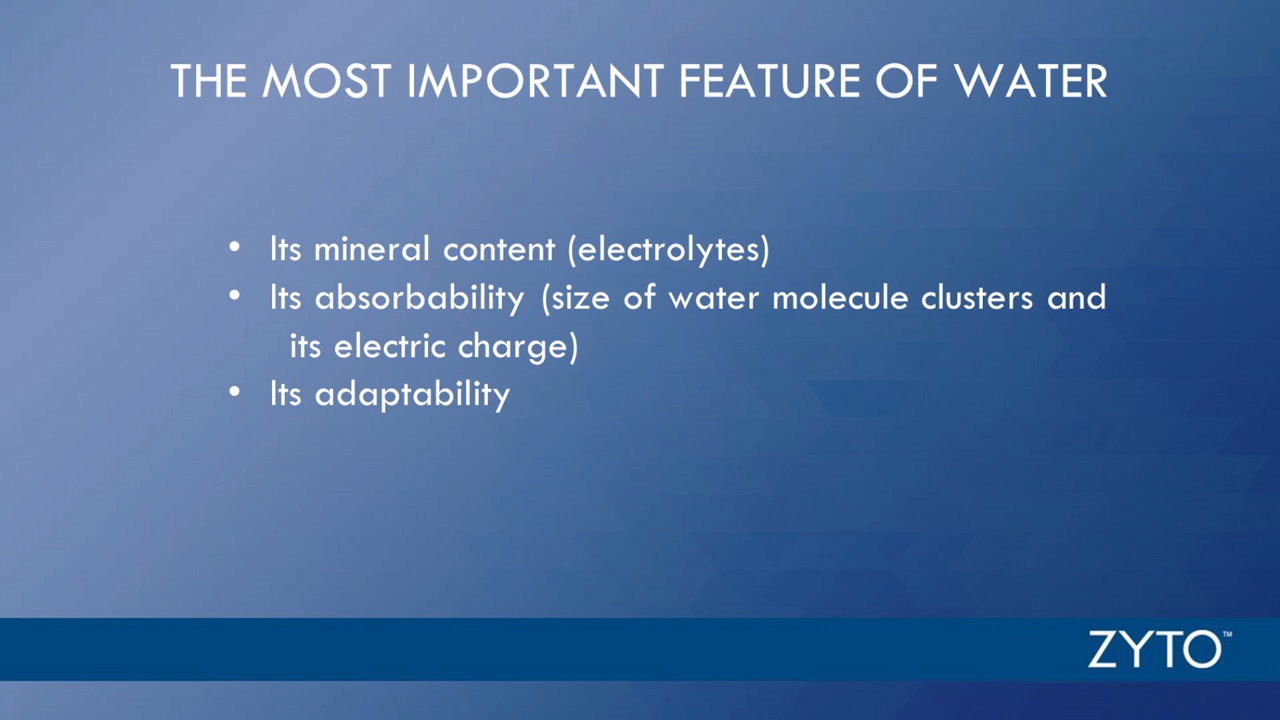 THE MOST IMPORTANT FEATURE OF WATER
• Its mineral content (electrolytes)
• Its absorbability (size of water molecule clusters and
its electric charge)
• Its adaptability
ZYTO™